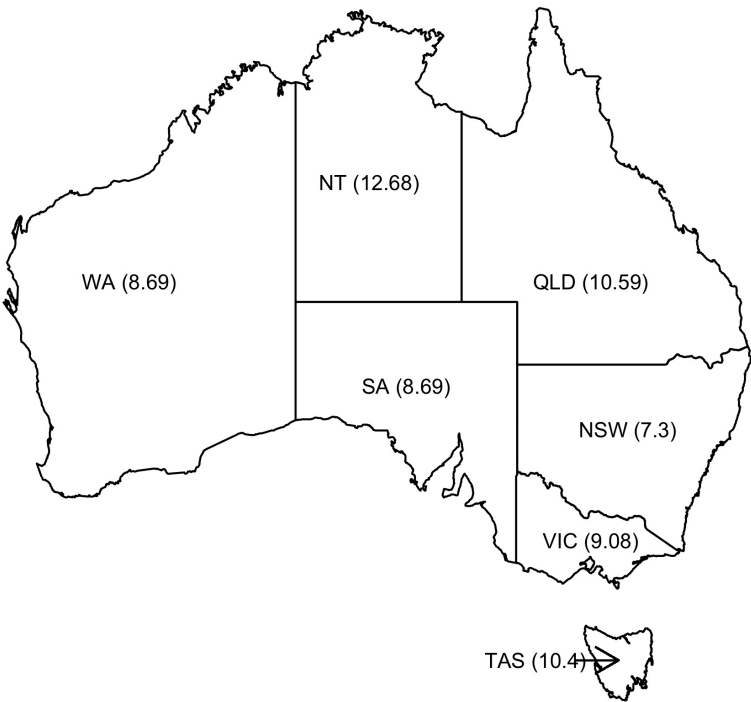 NT (12.68)
WA (8.69)
QLD (10.59)
SA (8.69)
NSW (7.3)
VIC (9.08)
TAS (10.4)